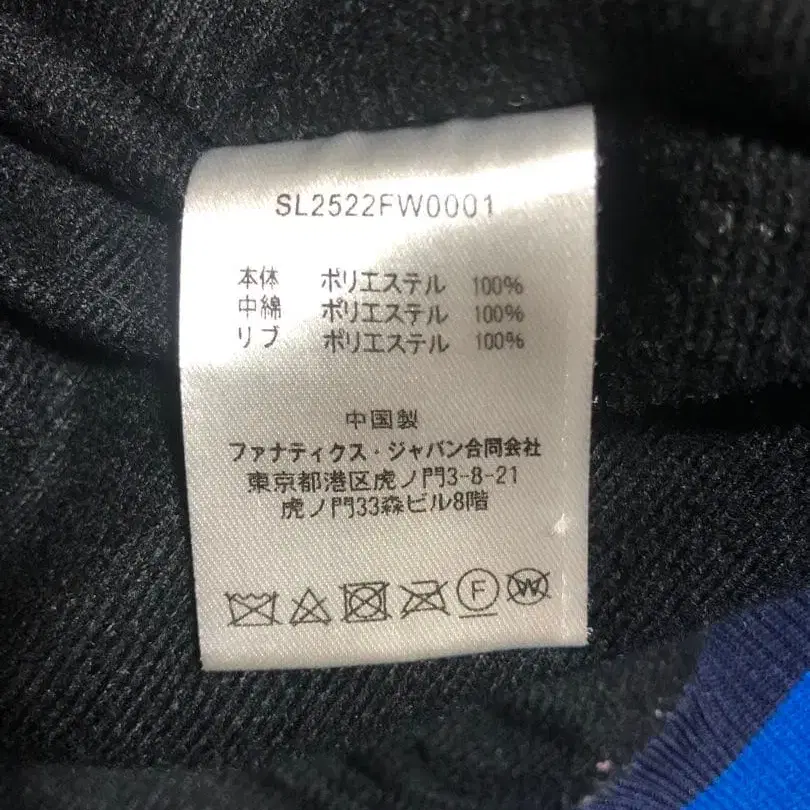 SL2522FW0001
本体 ポリエステル 100%
中綿 ポリエステル 100%
リブ ポリエステル 100%
中国製
ファナティクス・ジャパン合同会社
東京都港区虎ノ門3-8-21
虎ノ門33森ビル8階
F W